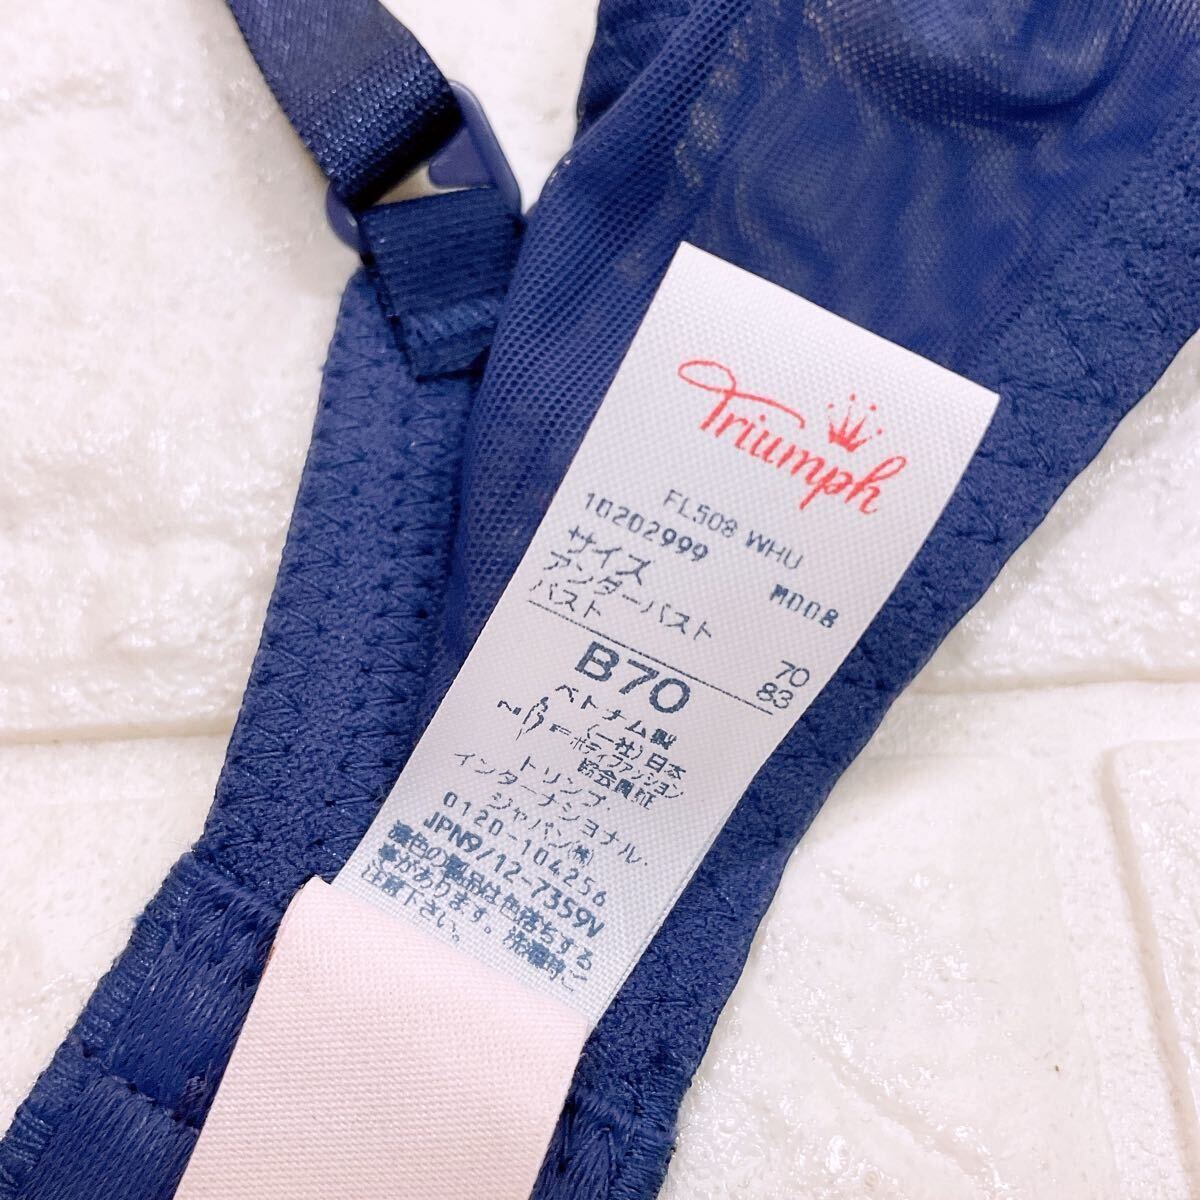 Triumph
FL508 WHU
10202999 M008
サイズ
アンダーバスト 70
バスト 83
B70
ベトナム製
(一社)日本
ボディファッション
協会員証
トリンプ・
インターナショナル・
ジャパン(株)
0120-104256
JPN9/12-7359V
濃色の製品は色落ちする
事があります。洗濯時ご
注意下さい。